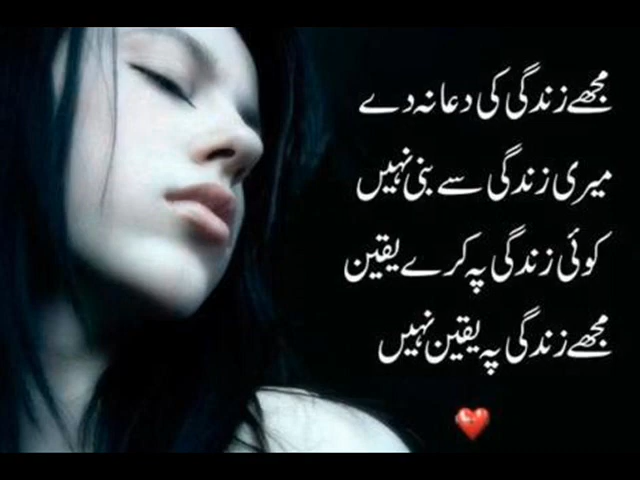 مجھے زندگی کی دعا نہ دے
میری زندگی سے بنی نہیں
کوئی زندگی پہ کرے یقین
مجھے زندگی پہ یقین نہیں